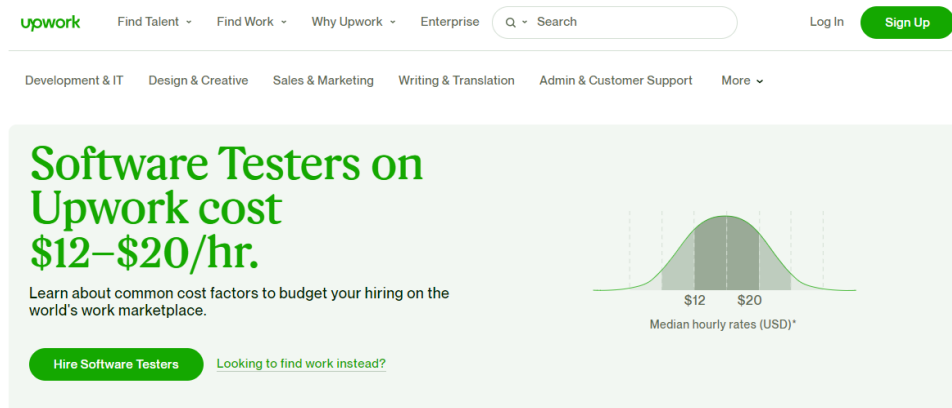 upwork Find Talent Find Work Why Upwork Enterprise Search Log In Sign Up
Development & IT Design & Creative Sales & Marketing Writing & Translation Admin & Customer Support More
Software Testers on
Upwork cost
$12–$20/hr.
Learn about common cost factors to budget your hiring on the
world's work marketplace.
Hire Software Testers Looking to find work instead?
$12 $20
Median hourly rates (USD)*